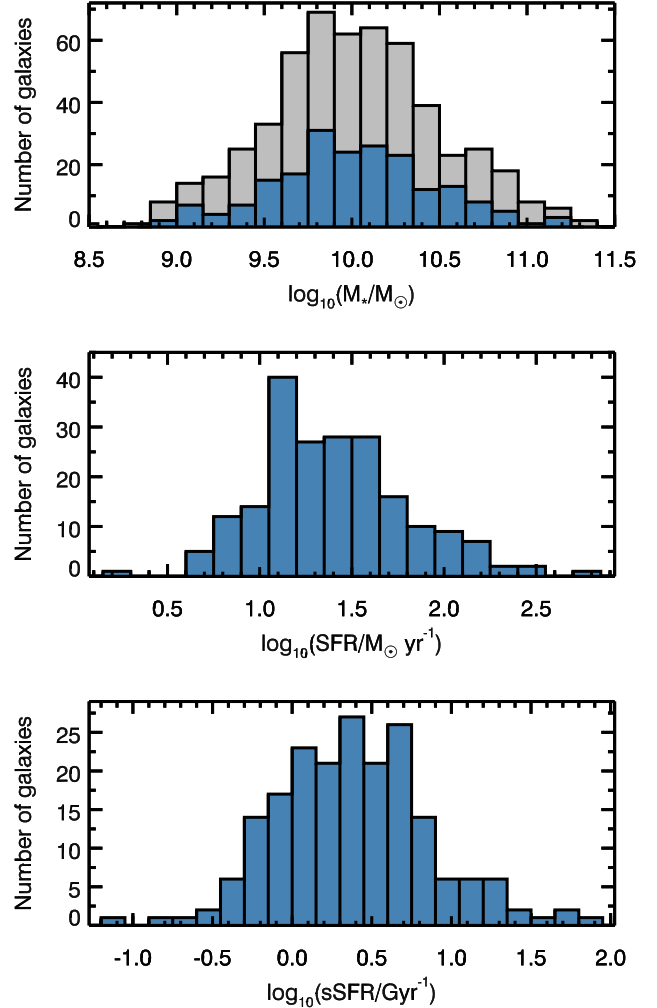 Number of galaxies
60
40
20
0
8.5 9.0 9.5 10.0 10.5 11.0 11.5
log₁₀(M*/M☉)
Number of galaxies
40
30
20
10
0
0.5 1.0 1.5 2.0 2.5
log₁₀(SFR/M☉ yr⁻¹)
Number of galaxies
25
20
15
10
5
0
-1.0 -0.5 0.0 0.5 1.0 1.5 2.0
log₁₀(sSFR/Gyr⁻¹)